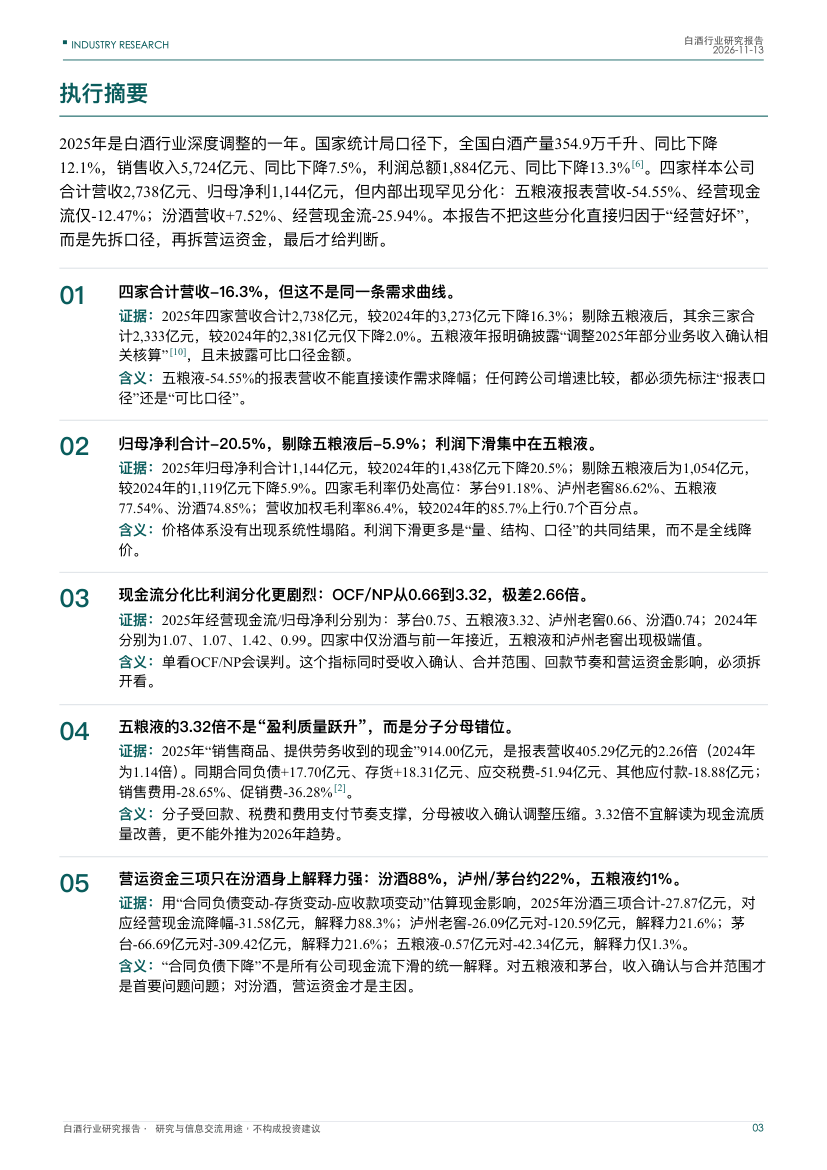 INDUSTRY RESEARCH
白酒行业研究报告
2026-11-13
执行摘要
2025年是白酒行业深度调整的一年。国家统计局口径下，全国白酒产量354.9万千升、同比下降
12.1%，销售收入5,724亿元、同比下降7.5%，利润总额1,884亿元、同比下降13.3%[6]。四家样本公司
合计营收2,738亿元、归母净利1,144亿元，但内部出现罕见分化：五粮液报表营收-54.55%、经营现金
流仅-12.47%；汾酒营收+7.52%、经营现金流-25.94%。本报告不把这些分化直接归因于“经营好坏”，
而是先拆口径，再拆营运资金，最后才给判断。
01
四家合计营收−16.3%，但这不是同一条需求曲线。
证据：2025年四家营收合计2,738亿元，较2024年的3,273亿元下降16.3%；剔除五粮液后，其余三家合
计2,333亿元，较2024年的2,381亿元仅下降2.0%。五粮液年报明确披露“调整2025年部分业务收入确认相
关核算”[10]，且未披露可比口径金额。
含义：五粮液-54.55%的报表营收不能直接读作需求降幅；任何跨公司增速比较，都必须先标注“报表口
径”还是“可比口径”。
02
归母净利合计−20.5%，剔除五粮液后−5.9%；利润下滑集中在五粮液。
证据：2025年归母净利合计1,144亿元，较2024年的1,438亿元下降20.5%；剔除五粮液后为1,054亿元，
较2024年的1,119亿元下降5.9%。四家毛利率仍处高位：茅台91.18%、泸州老窖86.62%、五粮液
77.54%、汾酒74.85%；营收加权毛利率86.4%，较2024年的85.7%上行0.7个百分点。
含义：价格体系没有出现系统性塌陷。利润下滑更多是“量、结构、口径”的共同结果，而不是全线降
价。
03
现金流分化比利润分化更剧烈：OCF/NP从0.66到3.32，极差2.66倍。
证据：2025年经营现金流/归母净利分别为：茅台0.75、五粮液3.32、泸州老窖0.66、汾酒0.74；2024年
分别为1.07、1.07、1.42、0.99。四家中仅汾酒与前一年接近，五粮液和泸州老窖出现极端值。
含义：单看OCF/NP会误判。这个指标同时受收入确认、合并范围、回款节奏和营运资金影响，必须拆
开看。
04
五粮液的3.32倍不是“盈利质量跃升”，而是分子分母错位。
证据：2025年“销售商品、提供劳务收到的现金”914.00亿元，是报表营收405.29亿元的2.26倍（2024年
为1.14倍）。同期合同负债+17.70亿元、存货+18.31亿元、应交税费-51.94亿元、其他应付款-18.88亿元；
销售费用-28.65%、促销费-36.28%[2]。
含义：分子受回款、税费和费用支付节奏支撑，分母被收入确认调整压缩。3.32倍不宜解读为现金流质
量改善，更不能外推为2026年趋势。
05
营运资金三项只在汾酒身上解释力强：汾酒88%，泸州/茅台约22%，五粮液约1%。
证据：用“合同负债变动-存货变动-应收款项变动”估算现金影响，2025年汾酒三项合计-27.87亿元，对
应经营现金流降幅-31.58亿元，解释力88.3%；泸州老窖-26.09亿元对-120.59亿元，解释力21.6%；茅
台-66.69亿元对-309.42亿元，解释力21.6%；五粮液-0.57亿元对-42.34亿元，解释力仅1.3%。
含义：“合同负债下降”不是所有公司现金流下滑的统一解释。对五粮液和茅台，收入确认与合并范围才
是首要问题问题；对汾酒，营运资金才是主因。
白酒行业研究报告 · 研究与信息交流用途 · 不构成投资建议
03